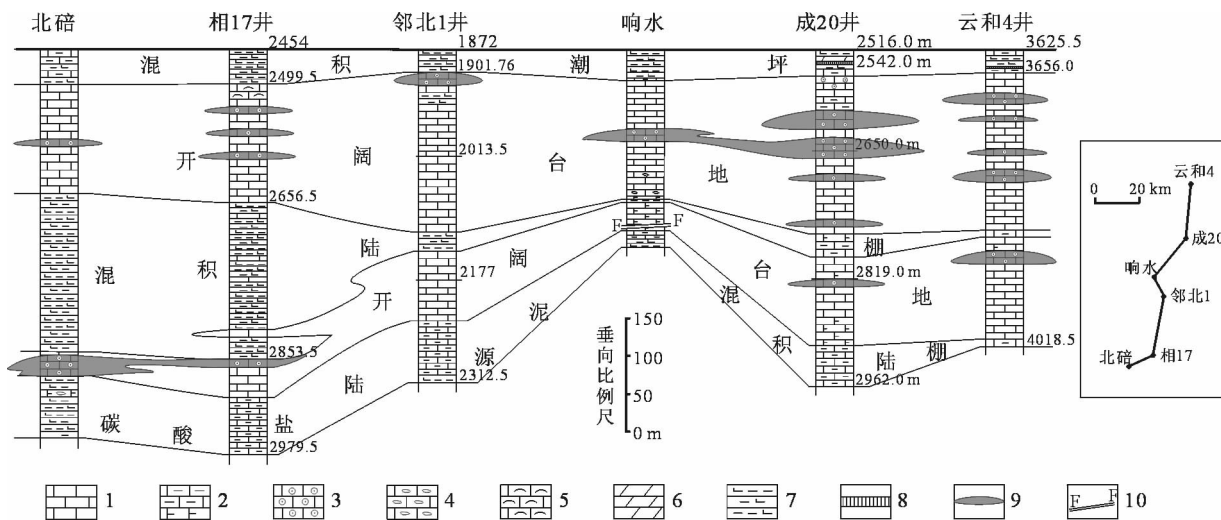 北碚 相17井 邻北1井 响水 成20井 云和4井
2454 1872 2516.0 m 3625.5
混 积 潮 坪
2499.5 1901.76 2542.0 m 3656.0
开 阔 台 地
2013.5 2650.0 m
2656.5
混 积 陆 棚
F F
2177 2819.0 m
开 阔 台 地
2853.5 4018.5
碳 酸 盐 陆 源 泥 混 积 陆 棚
2312.5 2962.0 m
2979.5
垂向比例尺
150
100
50
0 m
云和4
0 20 km
成20
响水
邻北1
北碚 相17
1 2 3 4 5 6 7 8 9 F F 10